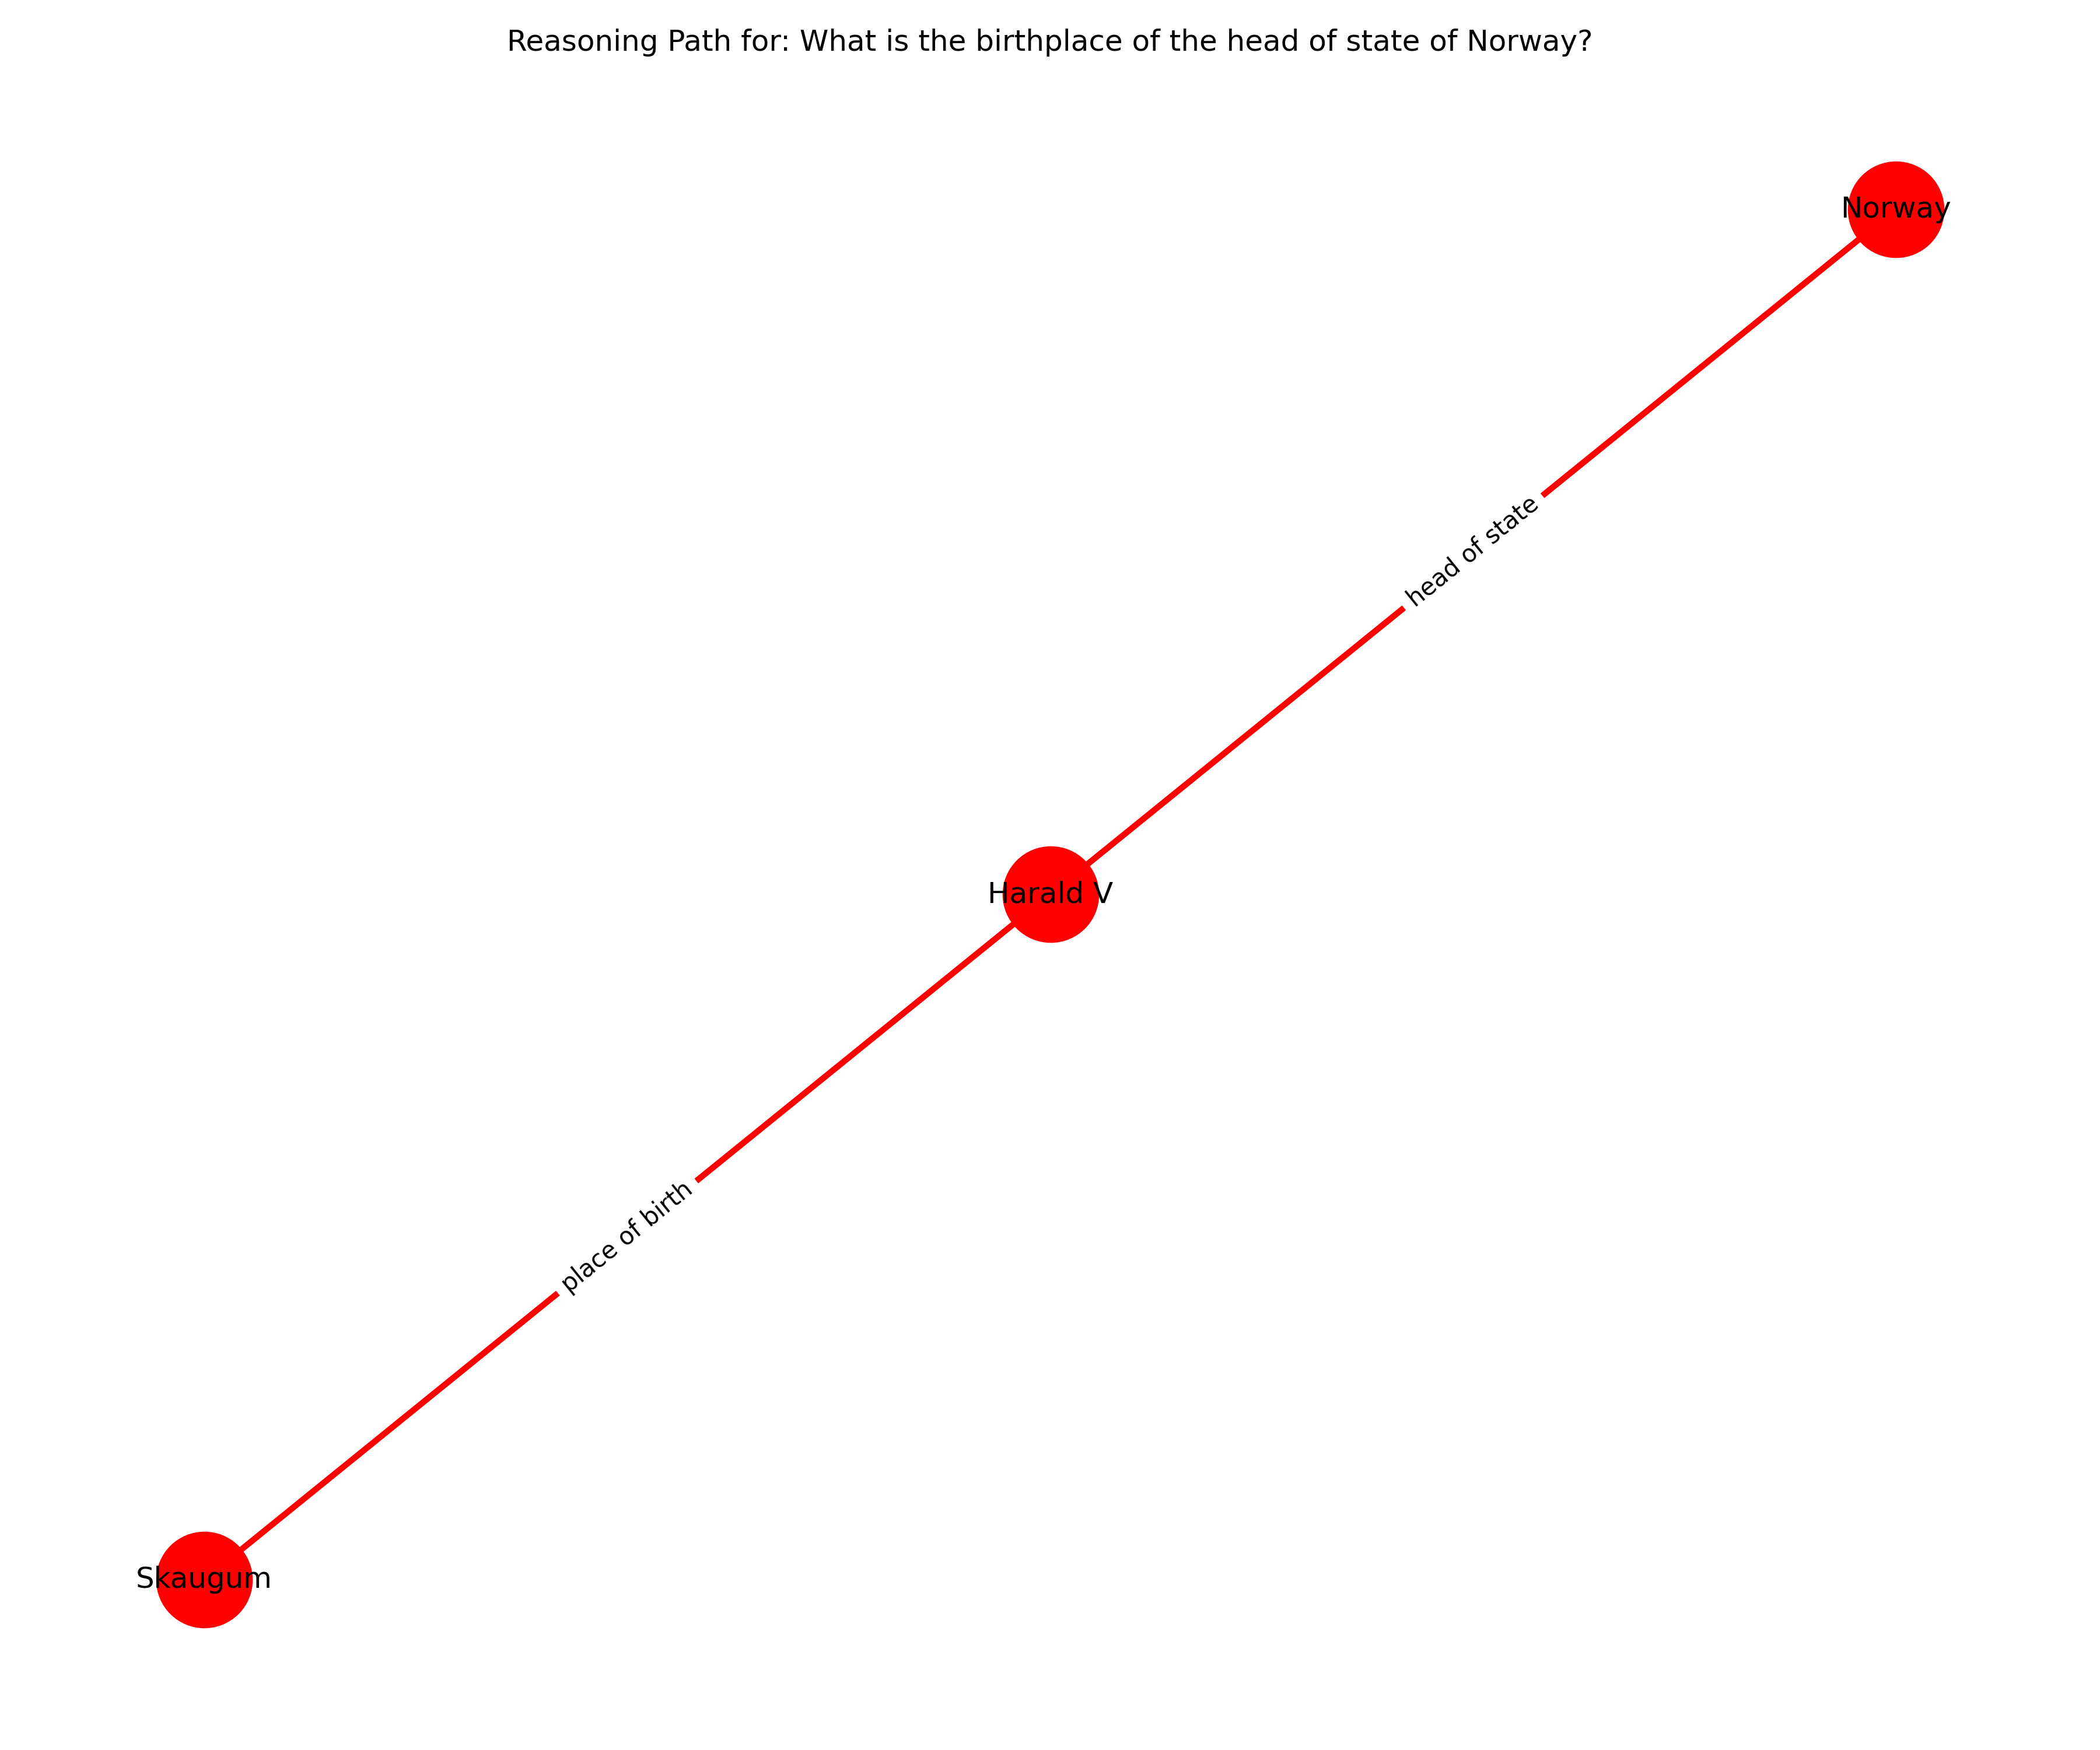 Reasoning Path for: What is the birthplace of the head of state of Norway?
Norway
head of state
Harald V
place of birth
Skaugum